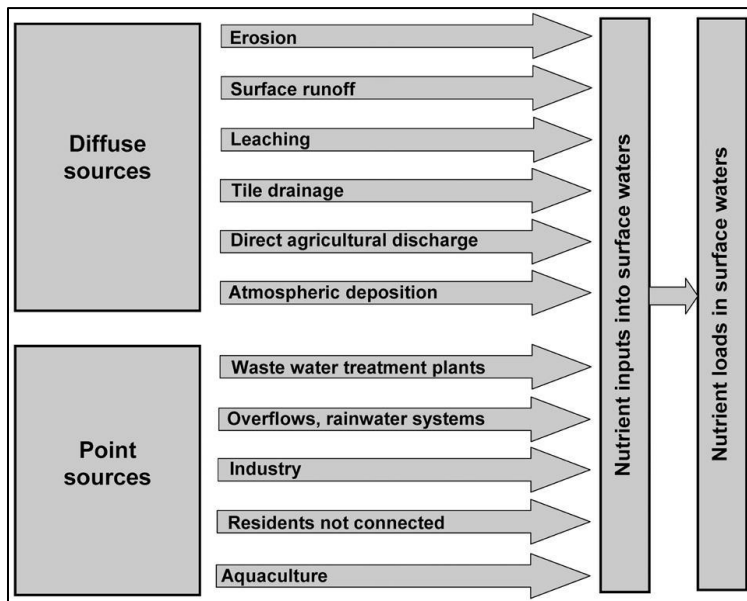 Diffuse
sources
Erosion
Surface runoff
Leaching
Tile drainage
Direct agricultural discharge
Atmospheric deposition
Point
sources
Waste water treatment plants
Overflows, rainwater systems
Industry
Residents not connected
Aquaculture
Nutrient inputs into surface waters
Nutrient loads in surface waters